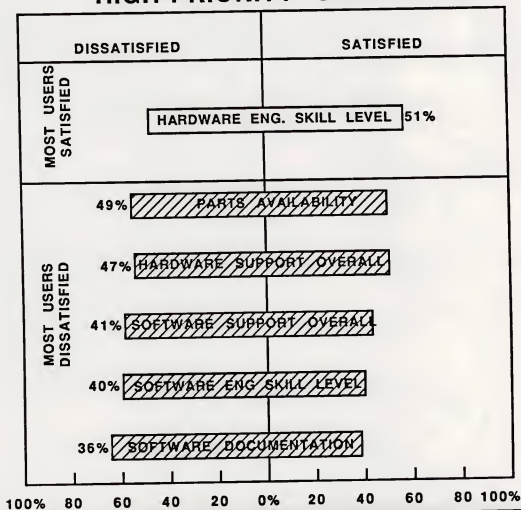 DISSATISFIED SATISFIED
MOST USERS
SATISFIED
HARDWARE ENG. SKILL LEVEL 51%
MOST USERS
DISSATISFIED
49% PARTS AVAILABILITY
47% HARDWARE SUPPORT OVERALL
41% SOFTWARE SUPPORT OVERALL
40% SOFTWARE ENG SKILL LEVEL
36% SOFTWARE DOCUMENTATION
100% 80 60 40 20 0% 20 40 60 80 100%